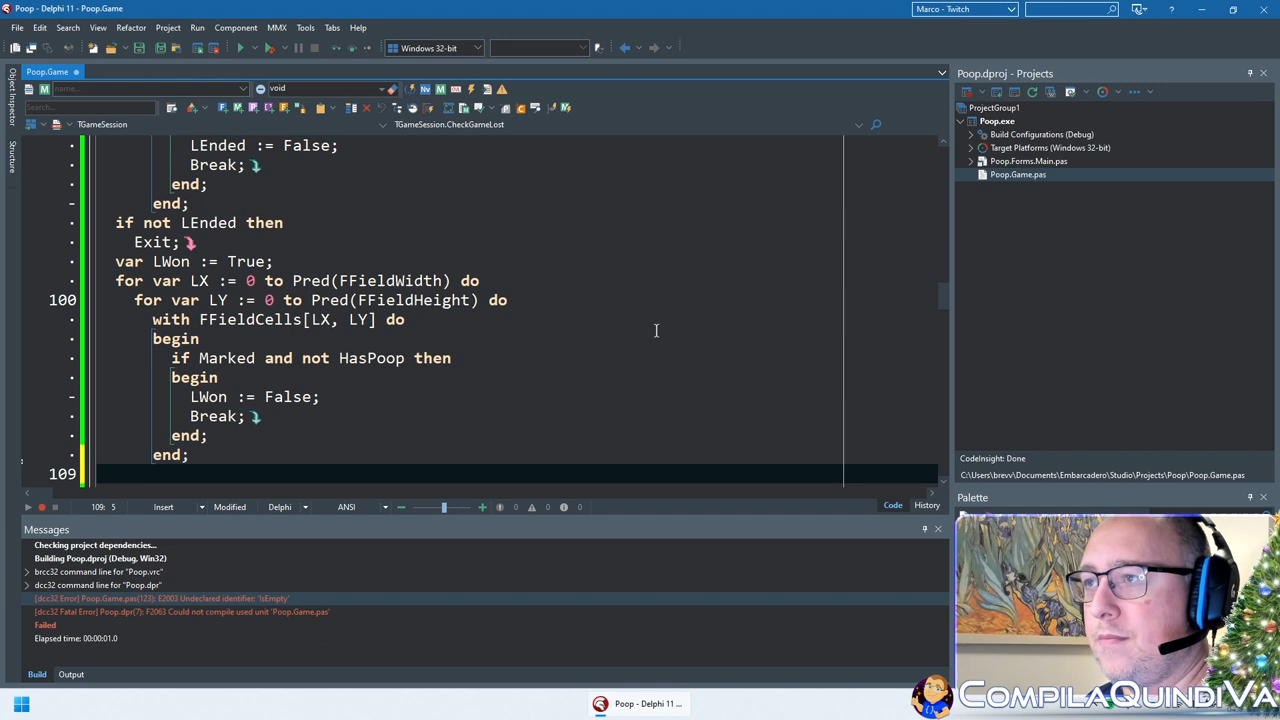 Poop - Delphi 11 - Poop.Game
Marco - Twitch
File Edit Search View Refactor Project Run Component MMX Tools Tabs Help
Windows 32-bit
Poop.Game
name...
void
Search...
TGameSession
TGameSession.CheckGameLost
LEnded := False;
Break;
end;
end;
if not LEnded then
Exit;
var LWon := True;
for var LX := 0 to Pred(FFieldWidth) do
100 for var LY := 0 to Pred(FFieldHeight) do
with FFieldCells[LX, LY] do
begin
if Marked and not HasPoop then
begin
LWon := False;
Break;
end;
end;
109
109: 5 Insert Modified Delphi ANSI 0 0 0 Code History
Messages
Checking project dependencies...
Building Poop.dproj (Debug, Win32)
brcc32 command line for "Poop.vrc"
dcc32 command line for "Poop.dpr"
[dcc32 Error] Poop.Game.pas(123): E2003 Undeclared identifier: 'IsEmpty'
[dcc32 Fatal Error] Poop.dpr(7): F2063 Could not compile used unit 'Poop.Game.pas'
Failed
Elapsed time: 00:00:01.0
Build Output
Object Inspector
Structure
Poop.dproj - Projects
ProjectGroup1
Poop.exe
Build Configurations (Debug)
Target Platforms (Windows 32-bit)
Poop.Forms.Main.pas
Poop.Game.pas
CodeInsight: Done
C:\Users\brevv\Documents\Embarcadero\Studio\Projects\Poop\Poop.Game.pas
Palette
Poop - Delphi 11 ...
COMPILAQUINDIVA